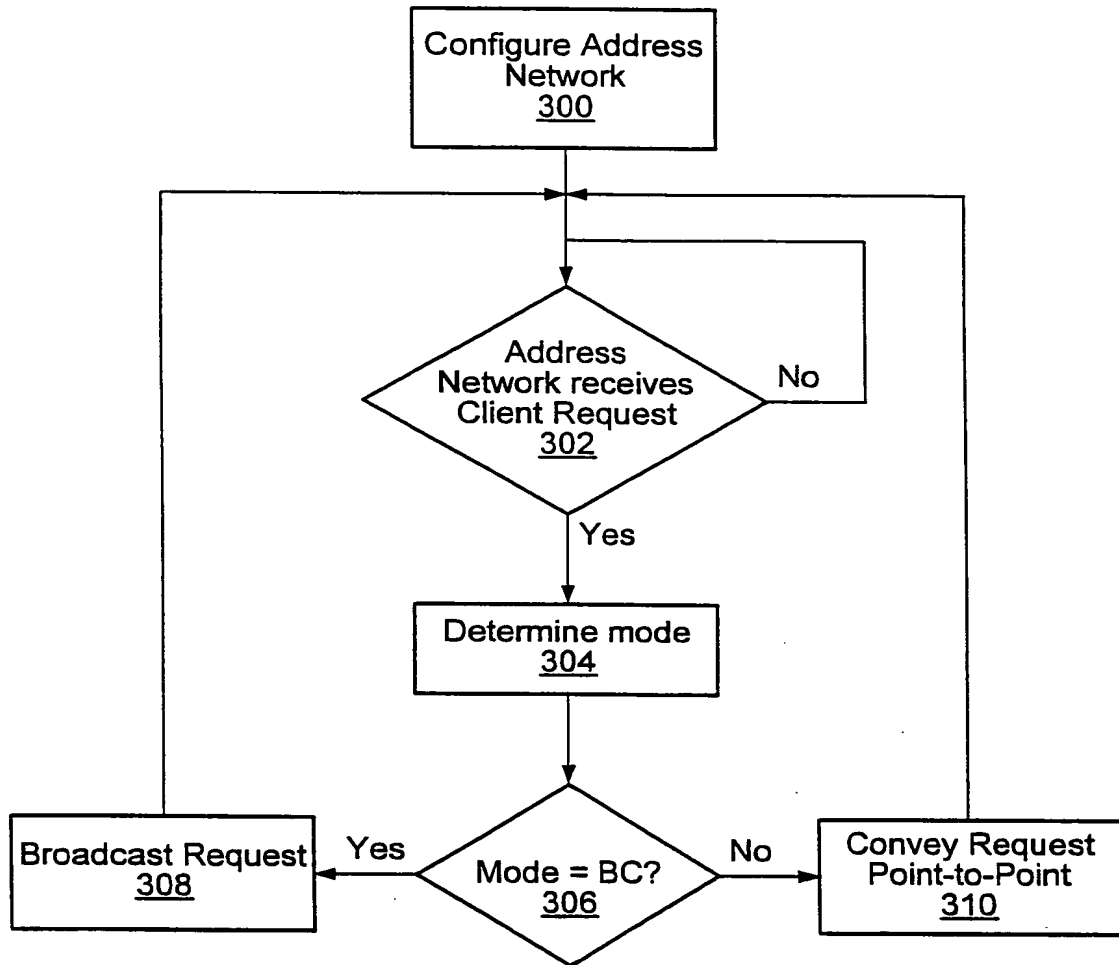 Configure Address
Network
300
Address
Network receives
Client Request
302
No
Yes
Determine mode
304
Broadcast Request
308
Yes
Mode = BC?
306
No
Convey Request
Point-to-Point
310